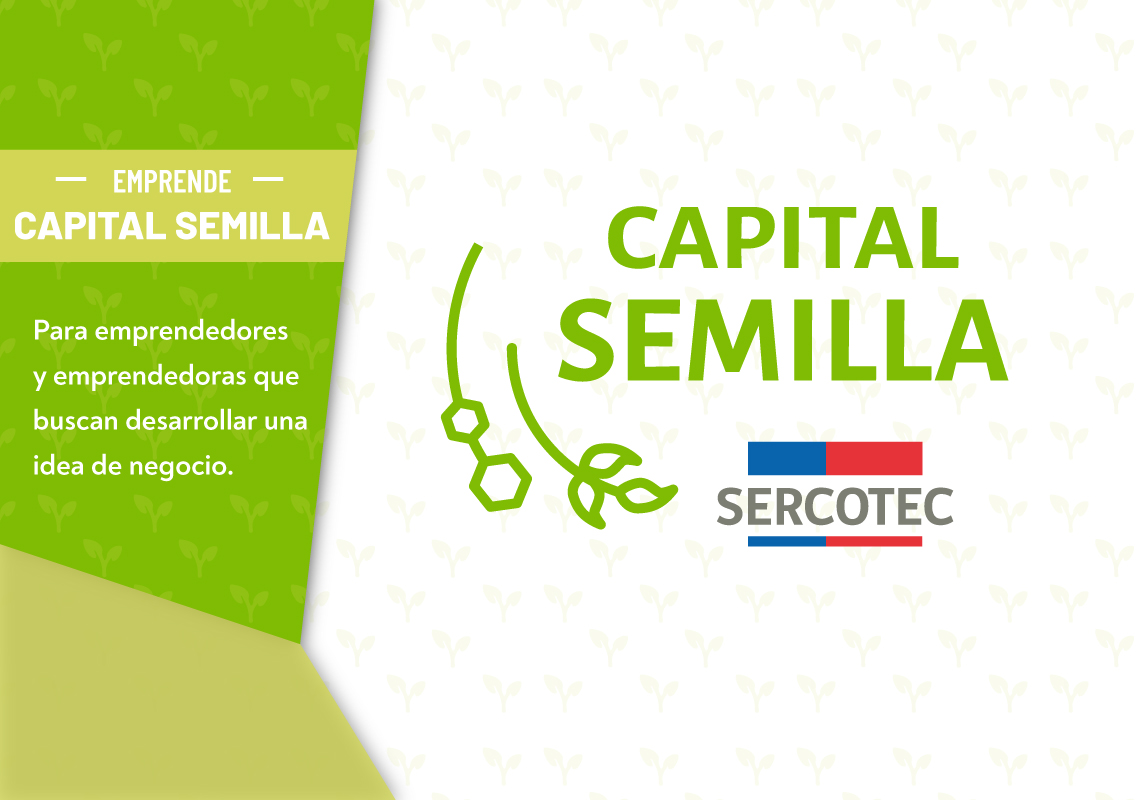 EMPRENDE
CAPITAL SEMILLA
Para emprendedores
y emprendedoras que
buscan desarrollar una
idea de negocio.
CAPITAL
SEMILLA
SERCOTEC